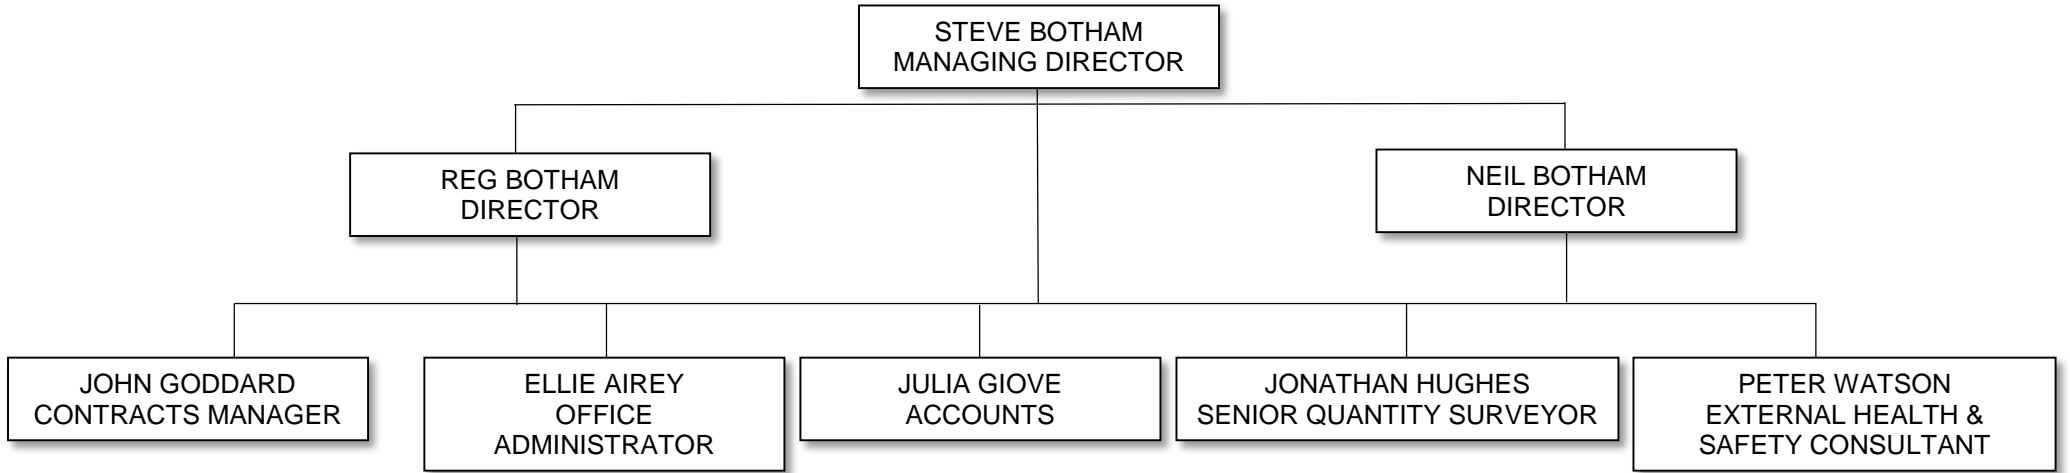 STEVE BOTHAM
MANAGING DIRECTOR
REG BOTHAM
DIRECTOR
NEIL BOTHAM
DIRECTOR
JOHN GODDARD
CONTRACTS MANAGER
ELLIE AIREY
OFFICE
ADMINISTRATOR
JULIA GIOVE
ACCOUNTS
JONATHAN HUGHES
SENIOR QUANTITY SURVEYOR
PETER WATSON
EXTERNAL HEALTH &
SAFETY CONSULTANT